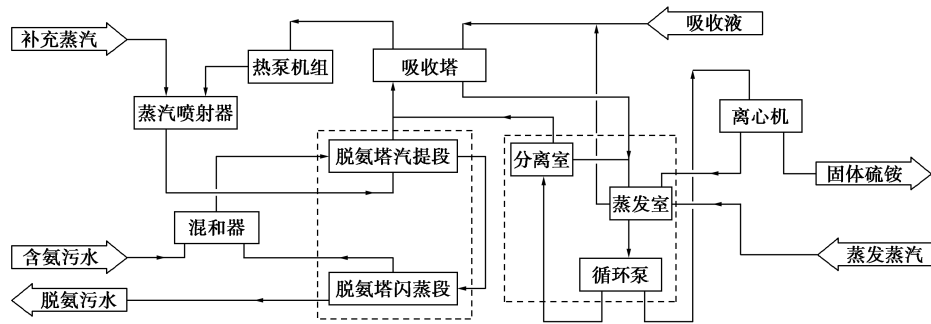 吸收液
补充蒸汽
热泵机组
吸收塔
蒸汽喷射器
离心机
脱氨塔汽提段
分离室
固体硫铵
蒸发室
混和器
含氨污水
蒸发蒸汽
循环泵
脱氨塔闪蒸段
脱氨污水